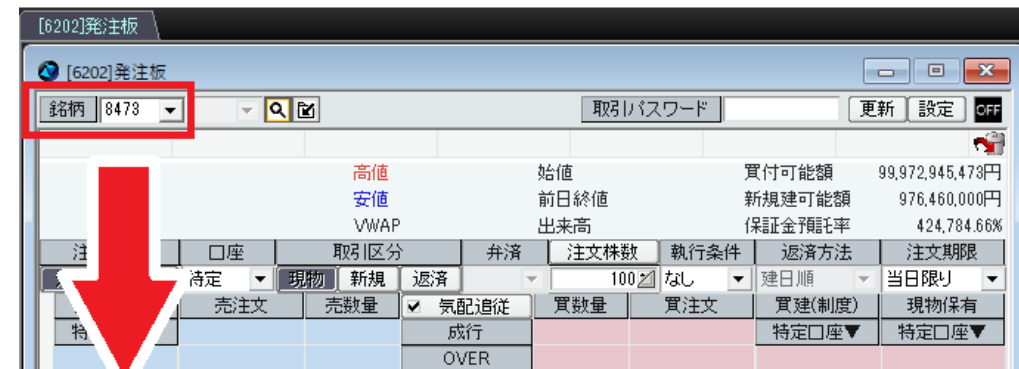 [6202]発注板
[6202]発注板
銘柄 8473 取引パスワード 更新 設定 OFF
高値 始値 買付可能額 99,972,945,473円
安値 前日終値 新規建可能額 976,460,000円
VWAP 出来高 保証金預託率 424,784.66%
注 口座 取引区分 弁済 注文株数 執行条件 返済方法 注文期限
特定 現物 新規 返済 100 なし 建日順 当日限り
売注文 売数量 気配追従 買数量 買注文 買建(制度) 現物保有
特 成行 特定口座▼ 特定口座▼
OVER